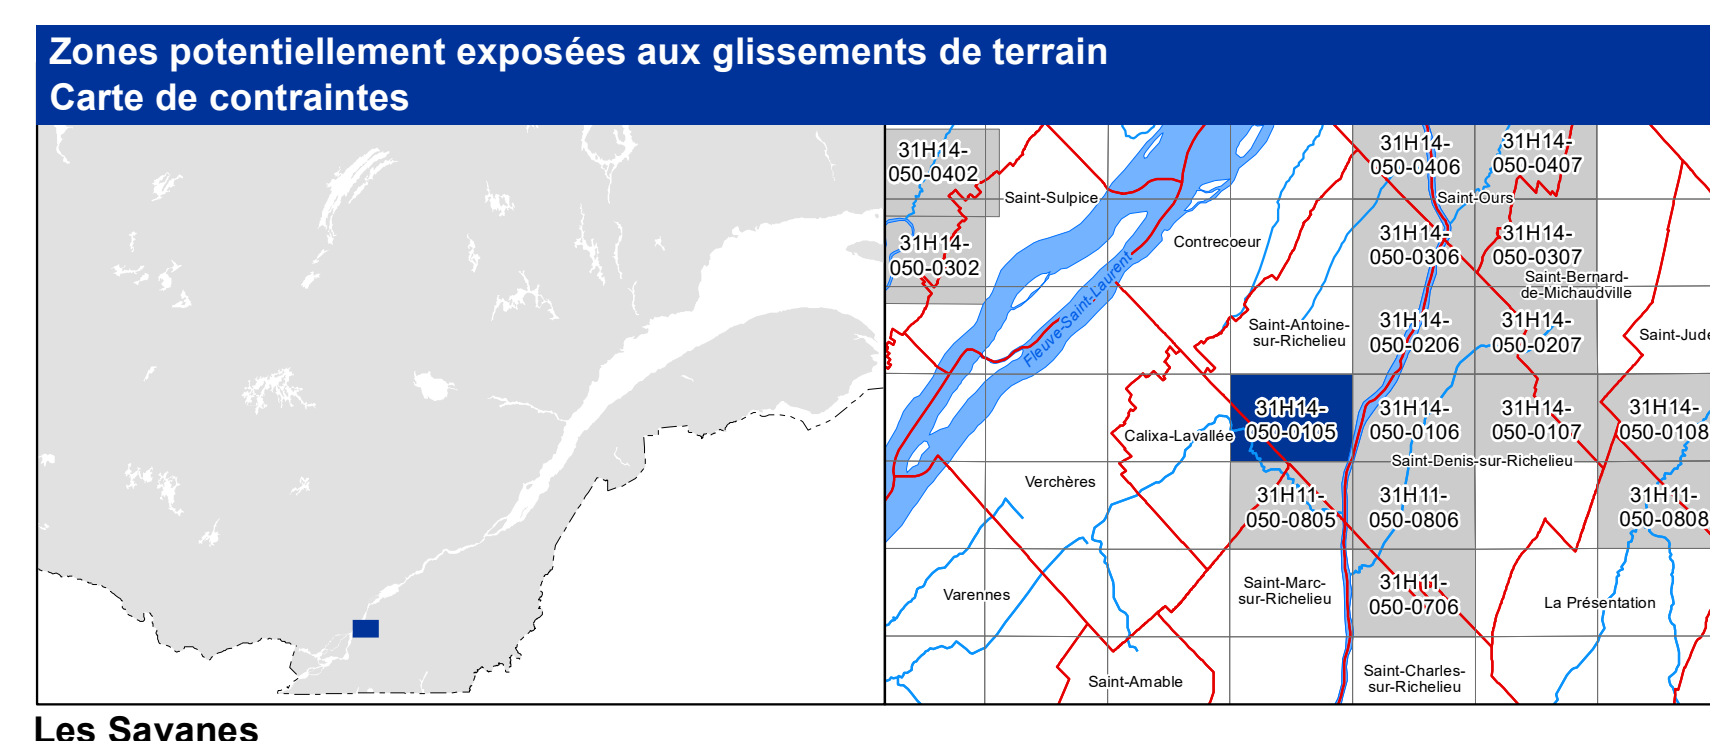 Zones potentiellement exposées aux glissements de terrain
Carte de contraintes
31H14-
050-0402
31H14-
050-0406
31H14-
050-0407
Saint-Sulpice
Saint-Ours
Contrecoeur
31H14-
050-0302
31H14-
050-0306
31H14-
050-0307
Saint-Bernard-
de-Michaudville
Fleuve-Saint-Laurent
Saint-Antoine-
sur-Richelieu
31H14-
050-0206
31H14-
050-0207
Saint-Jude
31H14-
050-0105
31H14-
050-0106
31H14-
050-0107
31H14-
050-0108
Calixa-Lavallée
Saint-Denis-sur-Richelieu
Verchères
31H11-
050-0805
31H11-
050-0806
31H11-
050-0808
Varennes
Saint-Marc-
sur-Richelieu
31H11-
050-0706
La Présentation
Saint-Amable
Saint-Charles-
sur-Richelieu
Les Savanes